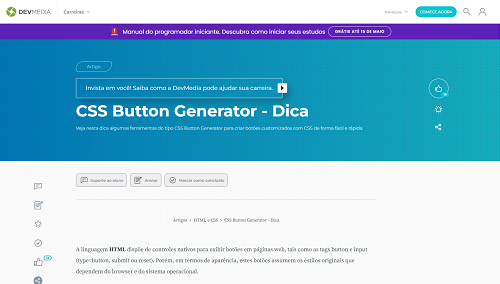 DEVMEDIA
Carreiras
COMECE AGORA
Manual do programador iniciante. Descubra como iniciar seus estudos
GRÁTIS ATÉ 15 DE MAIO
Artigo
Invista em você! Saiba como a DevMedia pode ajudar sua carreira.
CSS Button Generator - Dica
Veja nesta dica algumas ferramentas do tipo CSS Button Generator para criar botões customizados com CSS de forma fácil e rápida.
Suporte ao aluno
Anotar
Marcar como concluído
Artigos > HTML e CSS > CSS Button Generator - Dica
A linguagem HTML dispõe de controles nativos para exibir botões em páginas web, tais como as tags button e input
(type=button, submit ou reset). Porém, em termos de aparência, estes botões assumem os estilos originais que
dependem do browser e do sistema operacional.